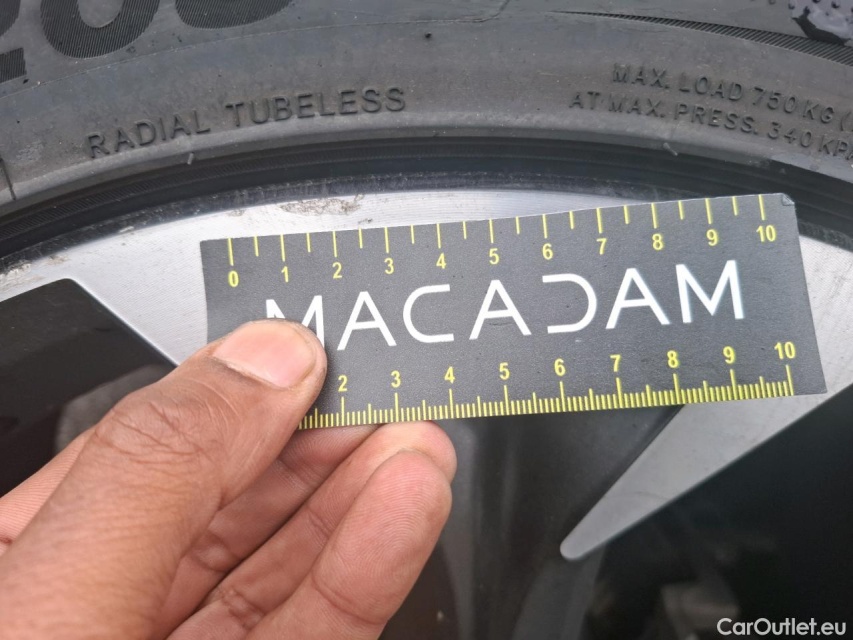 RADIAL TUBELESS
MAX. LOAD 750 KG
AT MAX. PRESS. 340 KP
0 1 2 3 4 5 6 7 8 9 10
MACADAM
2 3 4 5 6 7 8 9 10
CarOutlet.eu